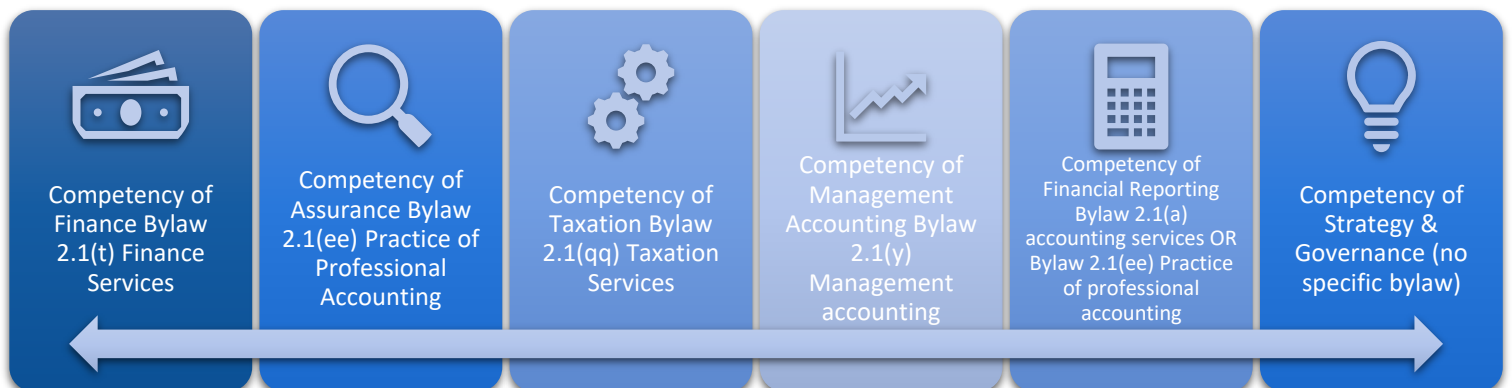 Competency of
Finance Bylaw
2.1(t) Finance
Services
Competency of
Assurance Bylaw
2.1(ee) Practice of
Professional
Accounting
Competency of
Taxation Bylaw
2.1(qq) Taxation
Services
Competency of
Management
Accounting Bylaw
2.1(y)
Management
accounting
Competency of
Financial Reporting
Bylaw 2.1(a)
accounting services OR
Bylaw 2.1(ee) Practice
of professional
accounting
Competency of
Strategy &
Governance (no
specific bylaw)